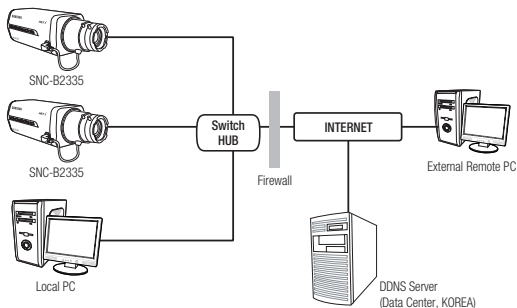 SNC-B2335
SNC-B2335
Local PC
Switch
HUB
Firewall
INTERNET
External Remote PC
DDNS Server
(Data Center, KOREA)